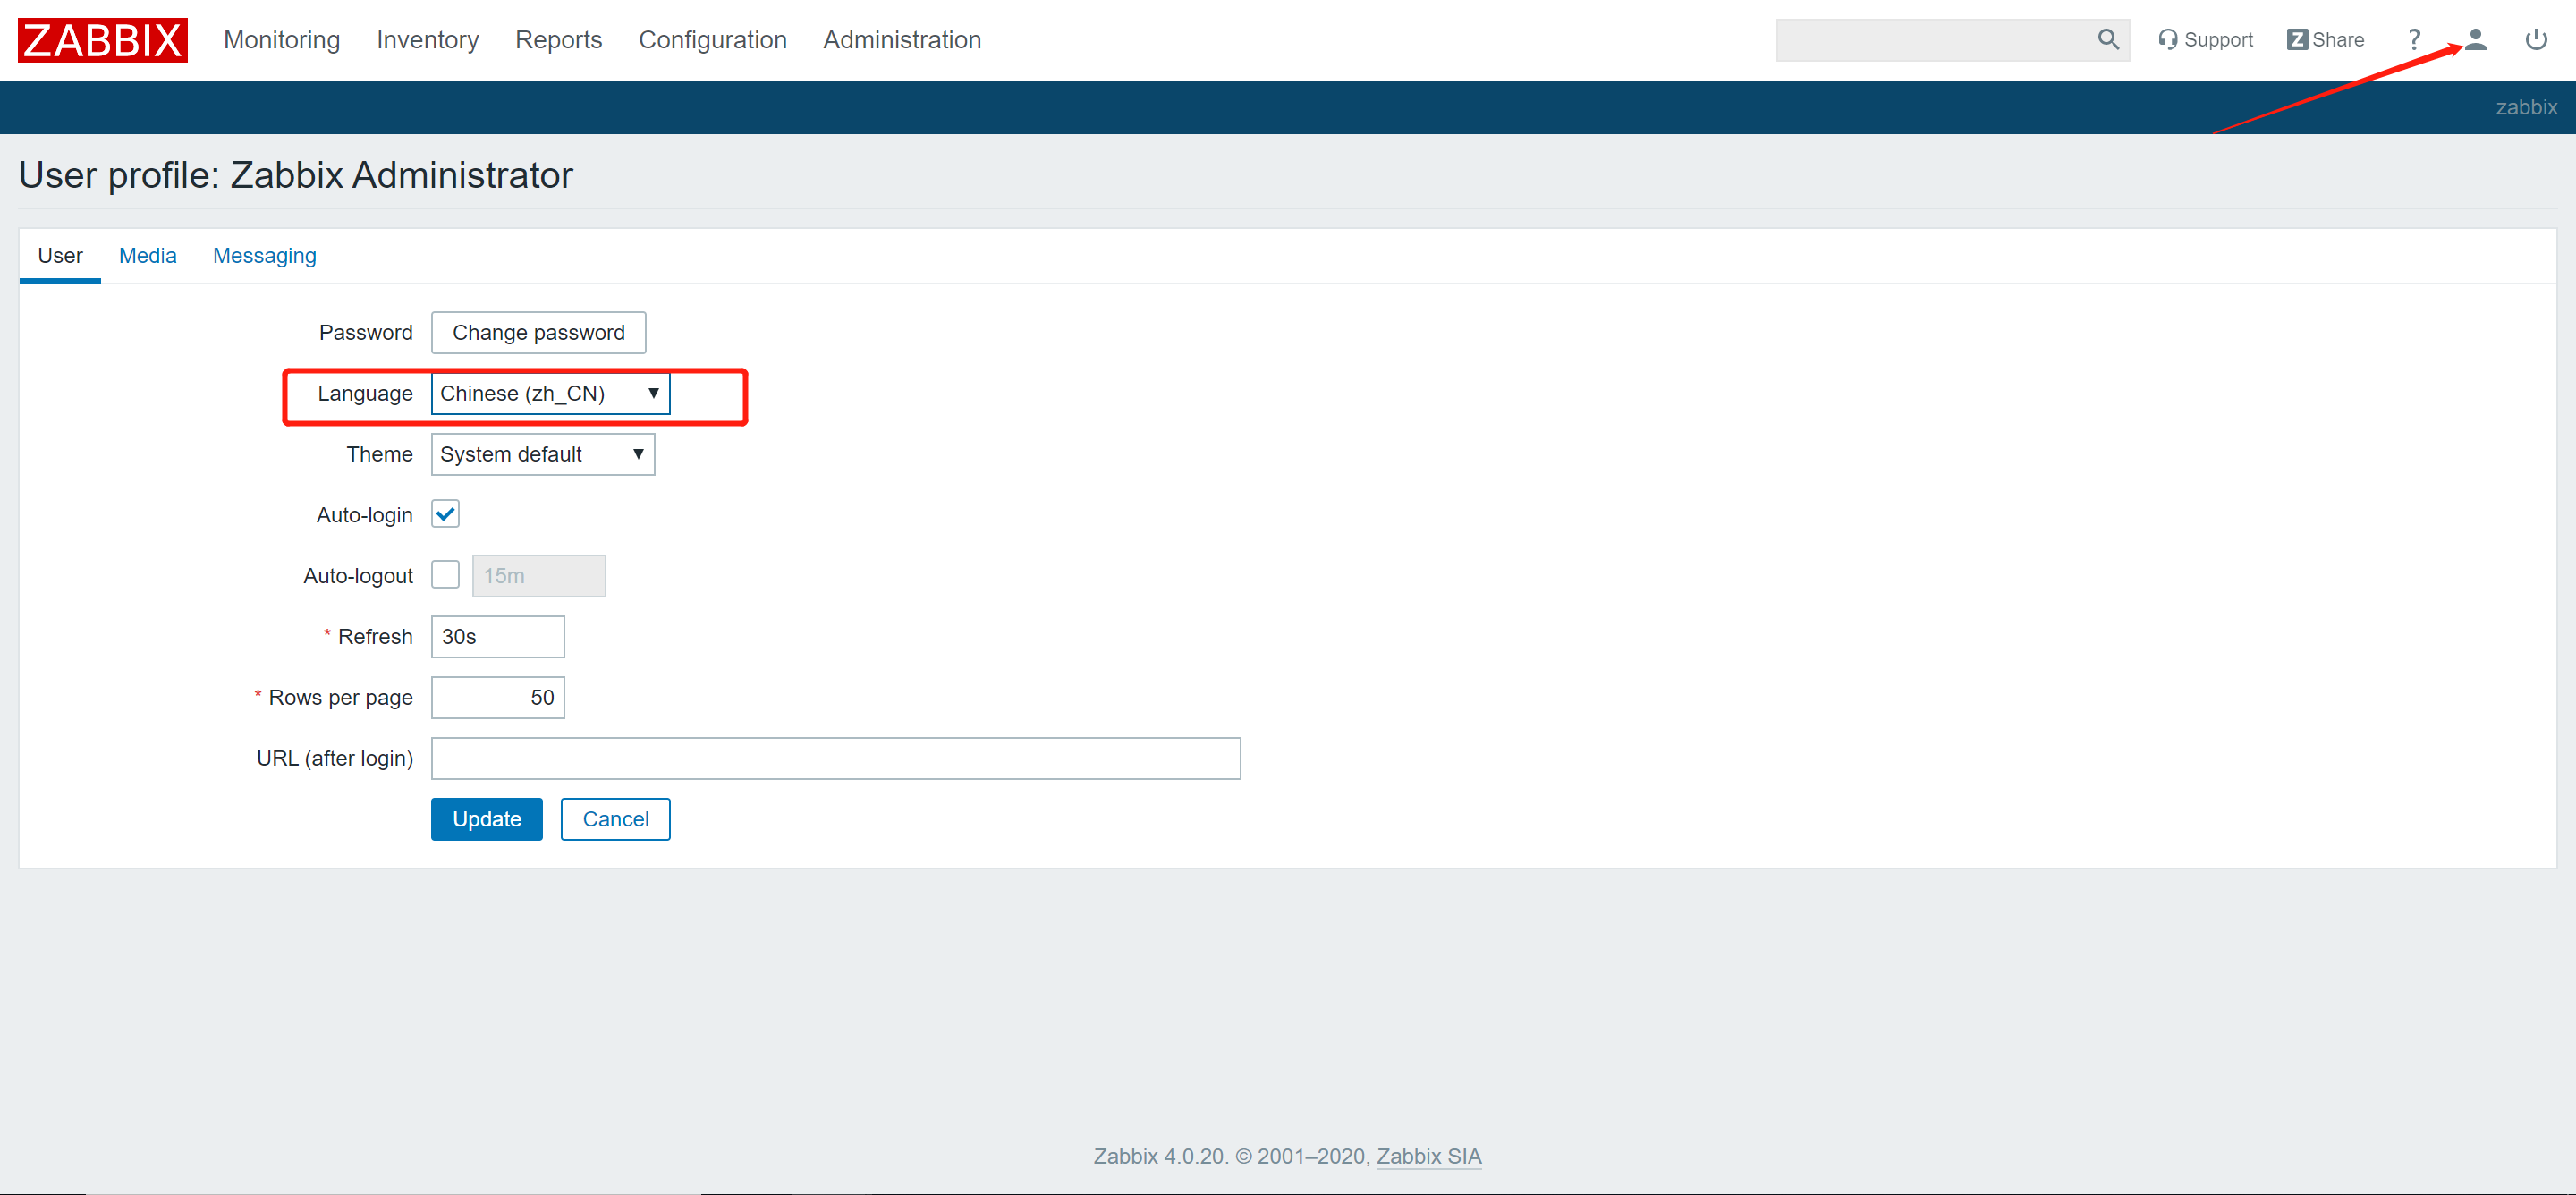 ZABBIX Monitoring Inventory Reports Configuration Administration Support Z Share ?
zabbix
User profile: Zabbix Administrator
User Media Messaging
Password Change password
Language Chinese (zh_CN) ▼
Theme System default ▼
Auto-login
Auto-logout 15m
* Refresh 30s
* Rows per page 50
URL (after login)
Update Cancel
Zabbix 4.0.20. © 2001–2020, Zabbix SIA